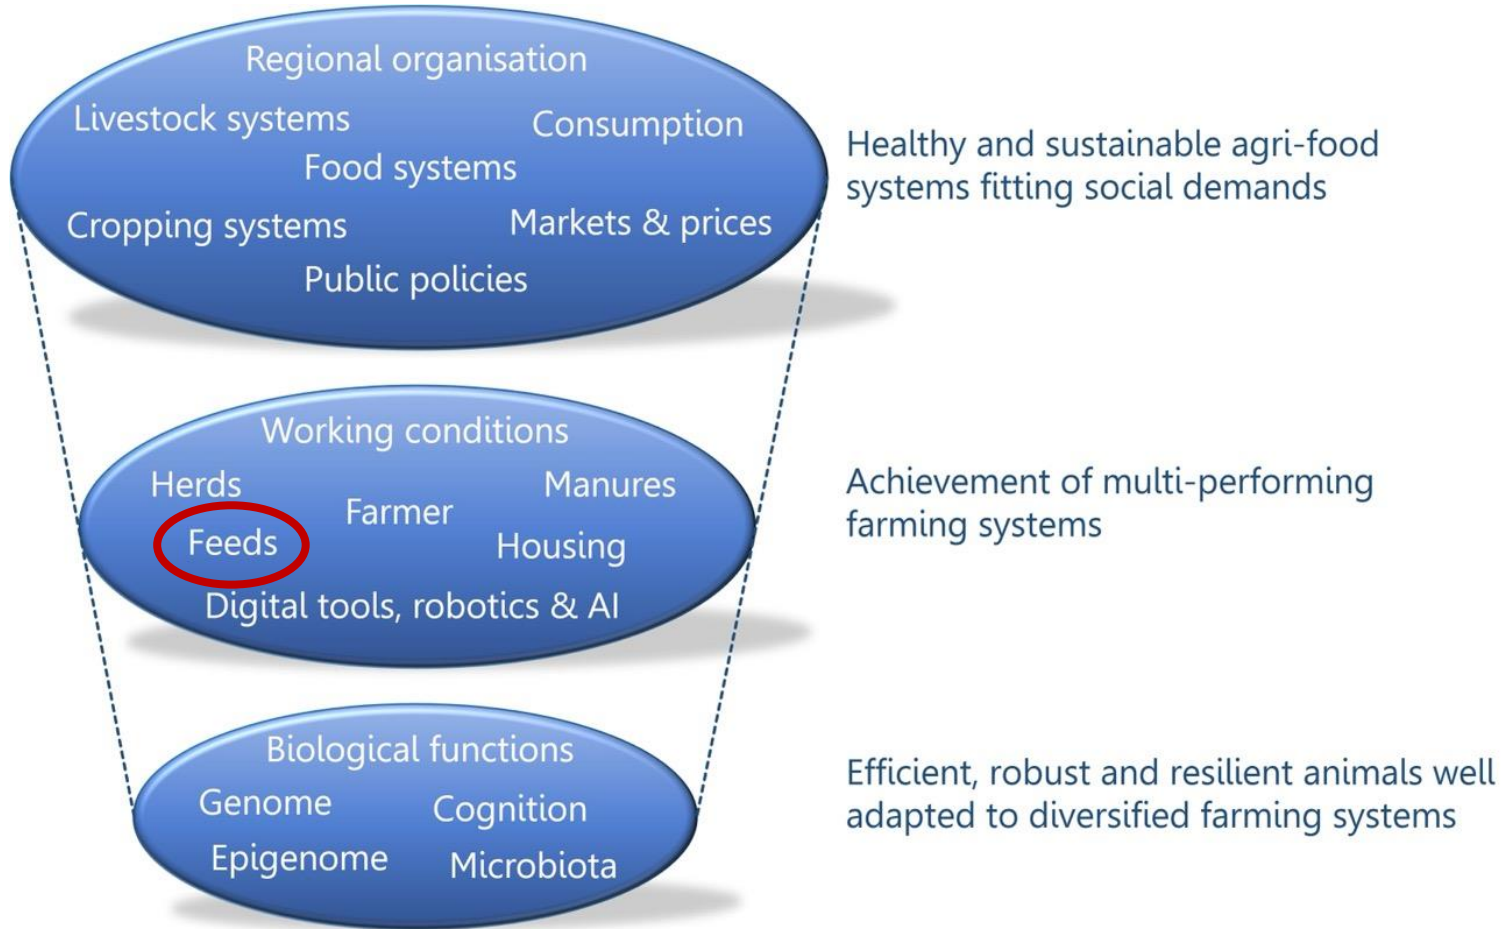 Regional organisation
Livestock systems
Consumption
Food systems
Cropping systems
Markets & prices
Public policies
Healthy and sustainable agri-food
systems fitting social demands
Working conditions
Herds
Manures
Farmer
Feeds
Housing
Digital tools, robotics & AI
Achievement of multi-performing
farming systems
Biological functions
Genome
Cognition
Epigenome
Microbiota
Efficient, robust and resilient animals well
adapted to diversified farming systems